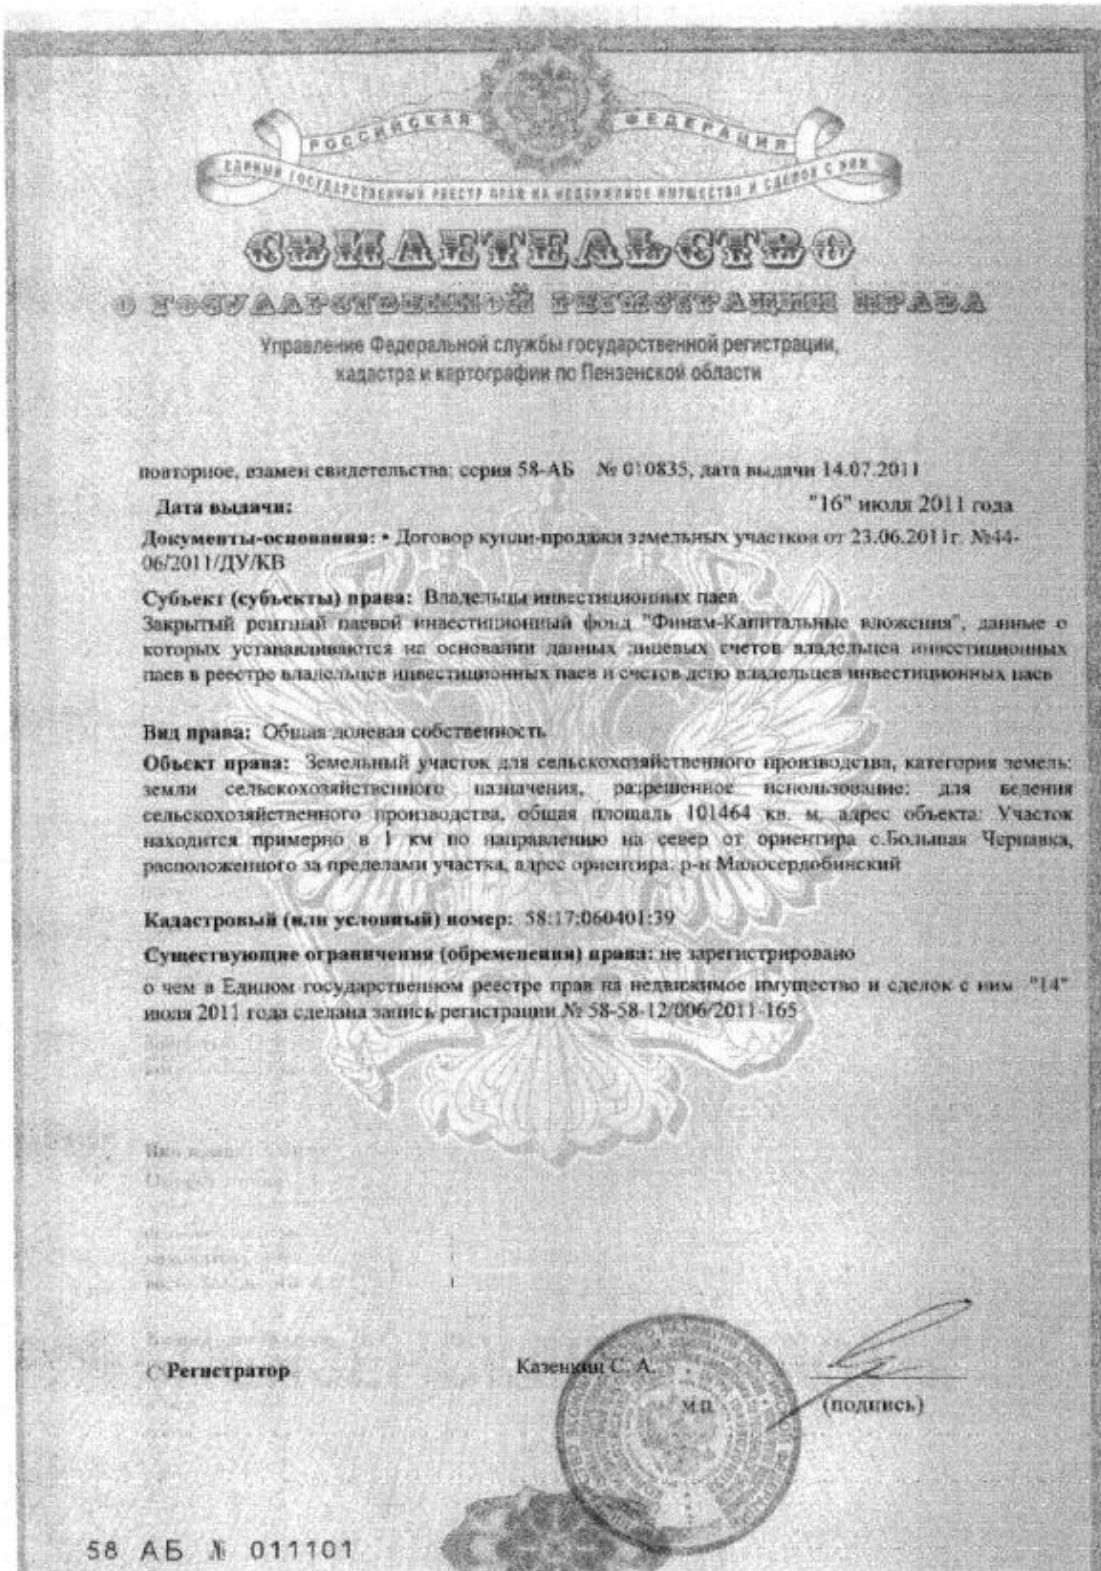 РОССИЙСКАЯ ФЕДЕРАЦИЯ
ЕДИНЫЙ ГОСУДАРСТВЕННЫЙ РЕЕСТР ПРАВ НА НЕДВИЖИМОЕ ИМУЩЕСТВО И СДЕЛОК С НИМ
СВИДЕТЕЛЬСТВО
О ГОСУДАРСТВЕННОЙ РЕГИСТРАЦИИ ПРАВА
Управление Федеральной службы государственной регистрации,
кадастра и картографии по Пензенской области
повторное, взамен свидетельства: серия 58-АБ № 010835, дата выдачи 14.07.2011
Дата выдачи: "16" июля 2011 года
Документы-основания: • Договор купли-продажи земельных участков от 23.06.2011г. №44-
06/2011/ДУ/КВ
Субъект (субъекты) права: Владельцы инвестиционных паев
Закрытый рентный паевой инвестиционный фонд "Финам-Капитальные вложения", данные о
которых устанавливаются на основании данных лицевых счетов владельцев инвестиционных
паев в реестре владельцев инвестиционных паев и счетов депо владельцев инвестиционных паев
Вид права: Общая долевая собственность
Объект права: Земельный участок для сельскохозяйственного производства, категория земель:
земли сельскохозяйственного назначения, разрешенное использование: для ведения
сельскохозяйственного производства, общая площадь 101464 кв. м, адрес объекта: Участок
находится примерно в 1 км по направлению на север от ориентира с.Большая Чернавка,
расположенного за пределами участка, адрес ориентира: р-н Малосердобинский
Кадастровый (или условный) номер: 58:17:060401:39
Существующие ограничения (обременения) права: не зарегистрировано
о чем в Едином государственном реестре прав на недвижимое имущество и сделок с ним "14"
июля 2011 года сделана запись регистрации № 58-58-12/006/2011-165
Регистратор Казенкин С. А.
М.П. (подпись)
58 АБ № 011101